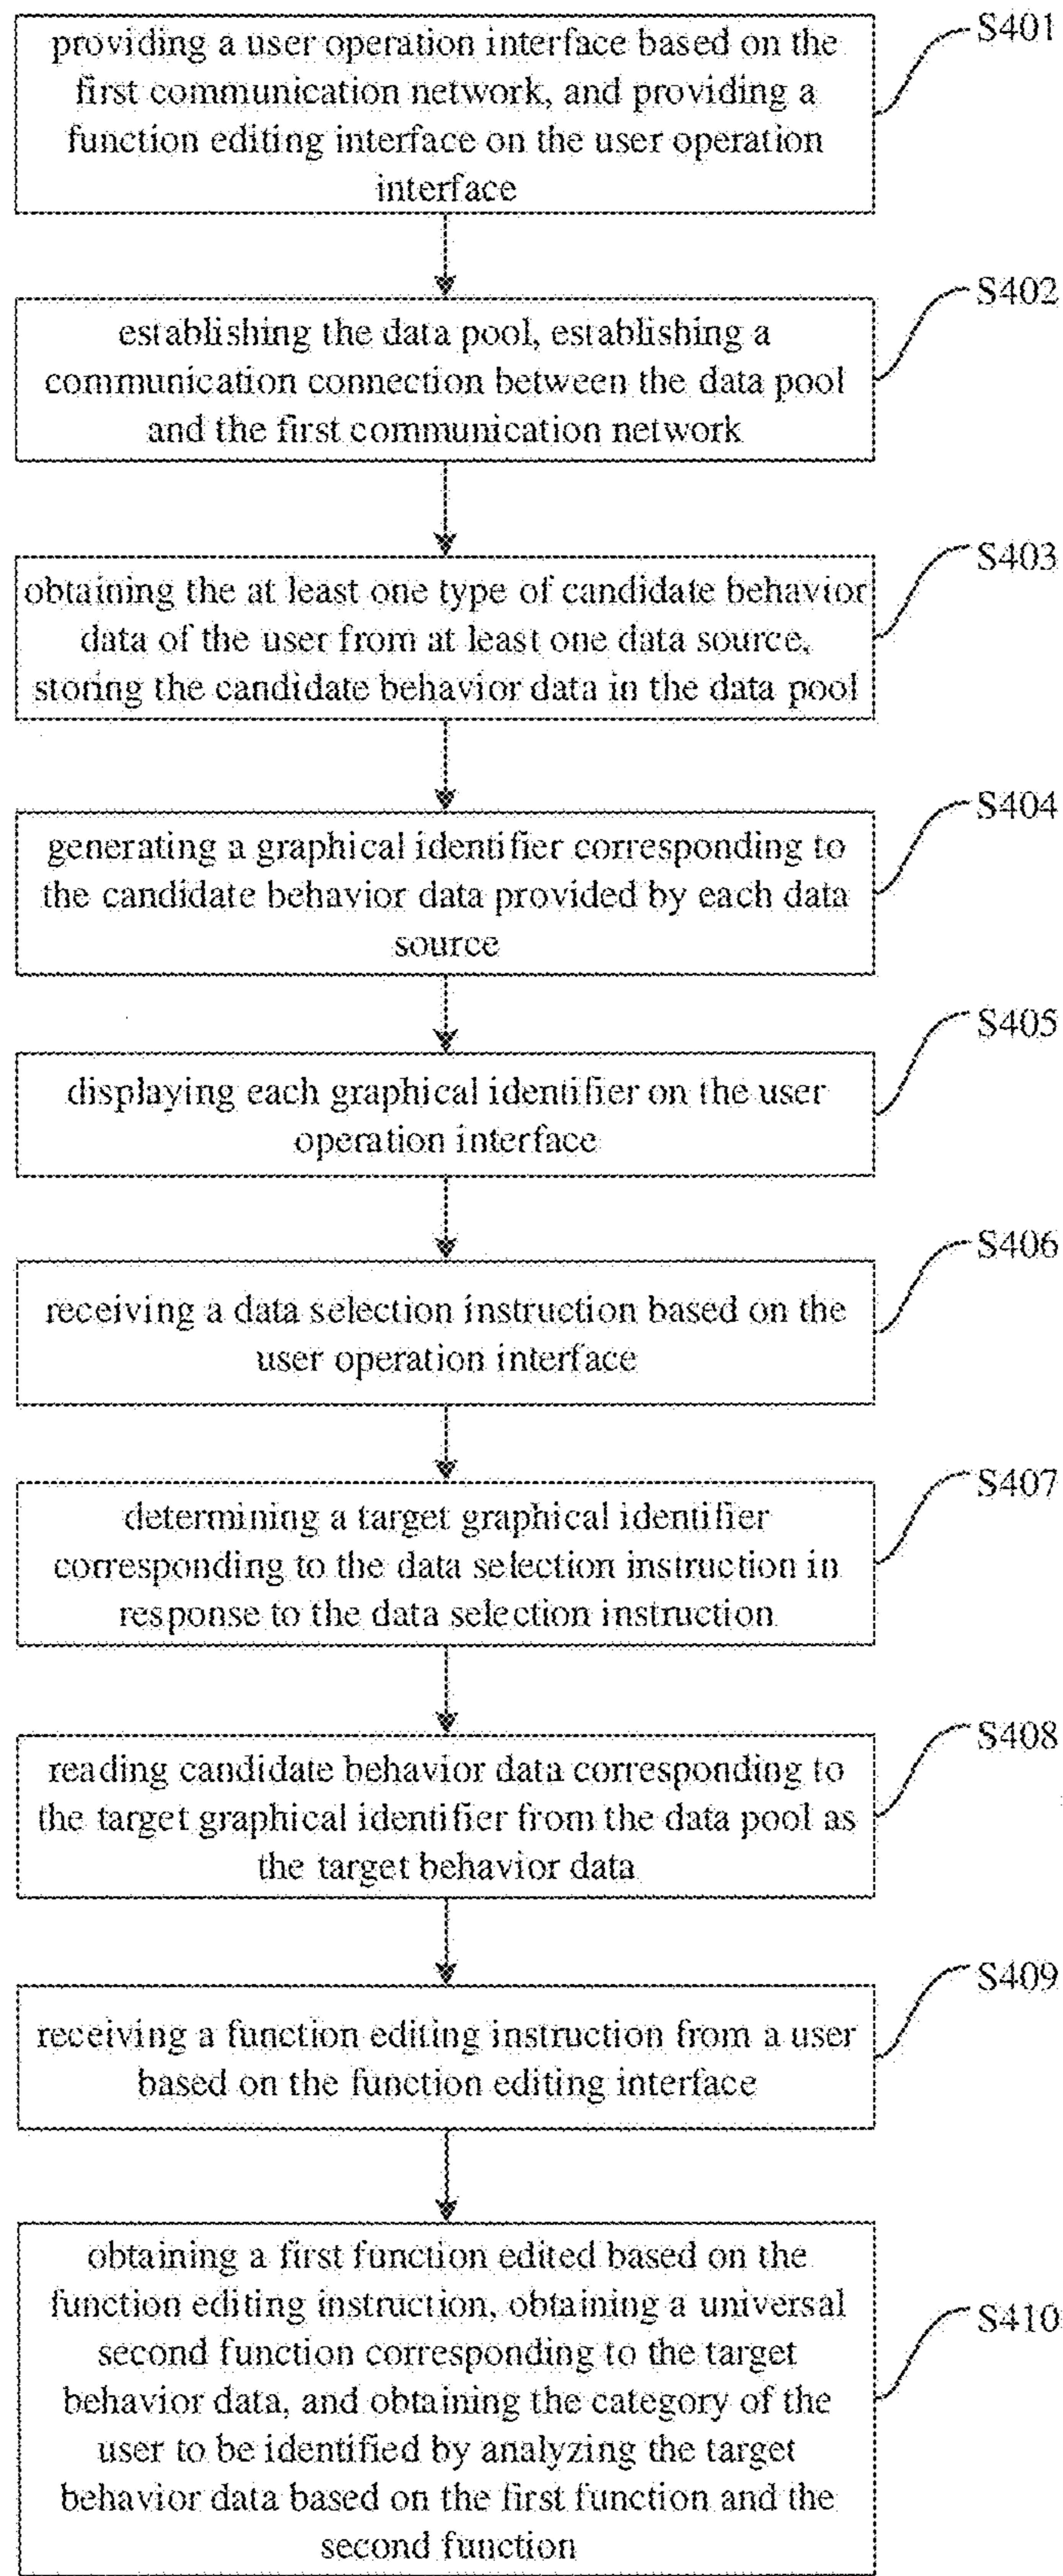 providing a user operation interface based on the
first communication network, and providing a
function editing interface on the user operation
interface
S401
establishing the data pool, establishing a
communication connection between the data pool
and the first communication network
S402
obtaining the at least one type of candidate behavior
data of the user from at least one data source,
storing the candidate behavior data in the data pool
S403
generating a graphical identifier corresponding to
the candidate behavior data provided by each data
source
S404
displaying each graphical identifier on the user
operation interface
S405
receiving a data selection instruction based on the
user operation interface
S406
determining a target graphical identifier
corresponding to the data selection instruction in
response to the data selection instruction
S407
reading candidate behavior data corresponding to
the target graphical identifier from the data pool as
the target behavior data
S408
receiving a function editing instruction from a user
based on the function editing interface
S409
obtaining a first function edited based on the
function editing instruction, obtaining a universal
second function corresponding to the target
behavior data, and obtaining the category of the
user to be identified by analyzing the target
behavior data based on the first function and the
second function
S410